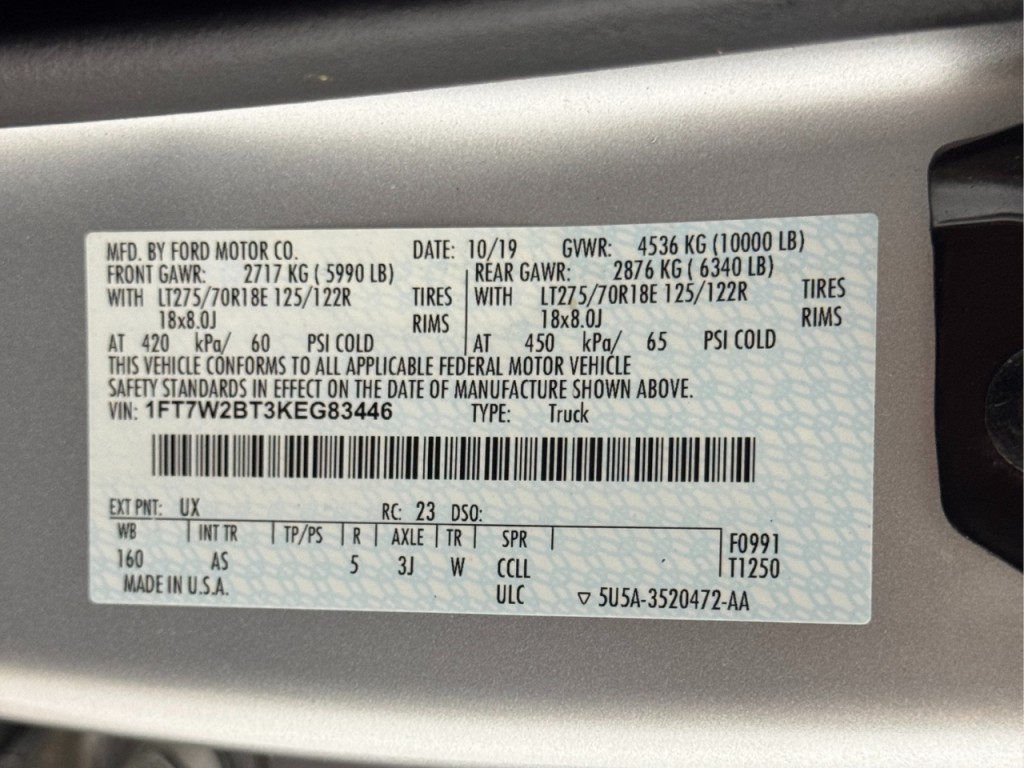 MFD. BY FORD MOTOR CO. DATE: 10/19 GVWR: 4536 KG (10000 LB)
FRONT GAWR: 2717 KG ( 5990 LB) REAR GAWR: 2876 KG ( 6340 LB)
WITH LT275/70R18E 125/122R TIRES WITH LT275/70R18E 125/122R TIRES
18x8.0J RIMS 18x8.0J RIMS
AT 420 kPa/ 60 PSI COLD AT 450 kPa/ 65 PSI COLD
THIS VEHICLE CONFORMS TO ALL APPLICABLE FEDERAL MOTOR VEHICLE
SAFETY STANDARDS IN EFFECT ON THE DATE OF MANUFACTURE SHOWN ABOVE.
VIN: 1FT7W2BT3KEG83446 TYPE: Truck
EXT PNT: UX RC: 23 DSO:
WB INT TR TP/PS R AXLE TR SPR F0991
160 AS 5 3J W CCLL T1250
MADE IN U.S.A. ULC ▽ 5U5A-3520472-AA